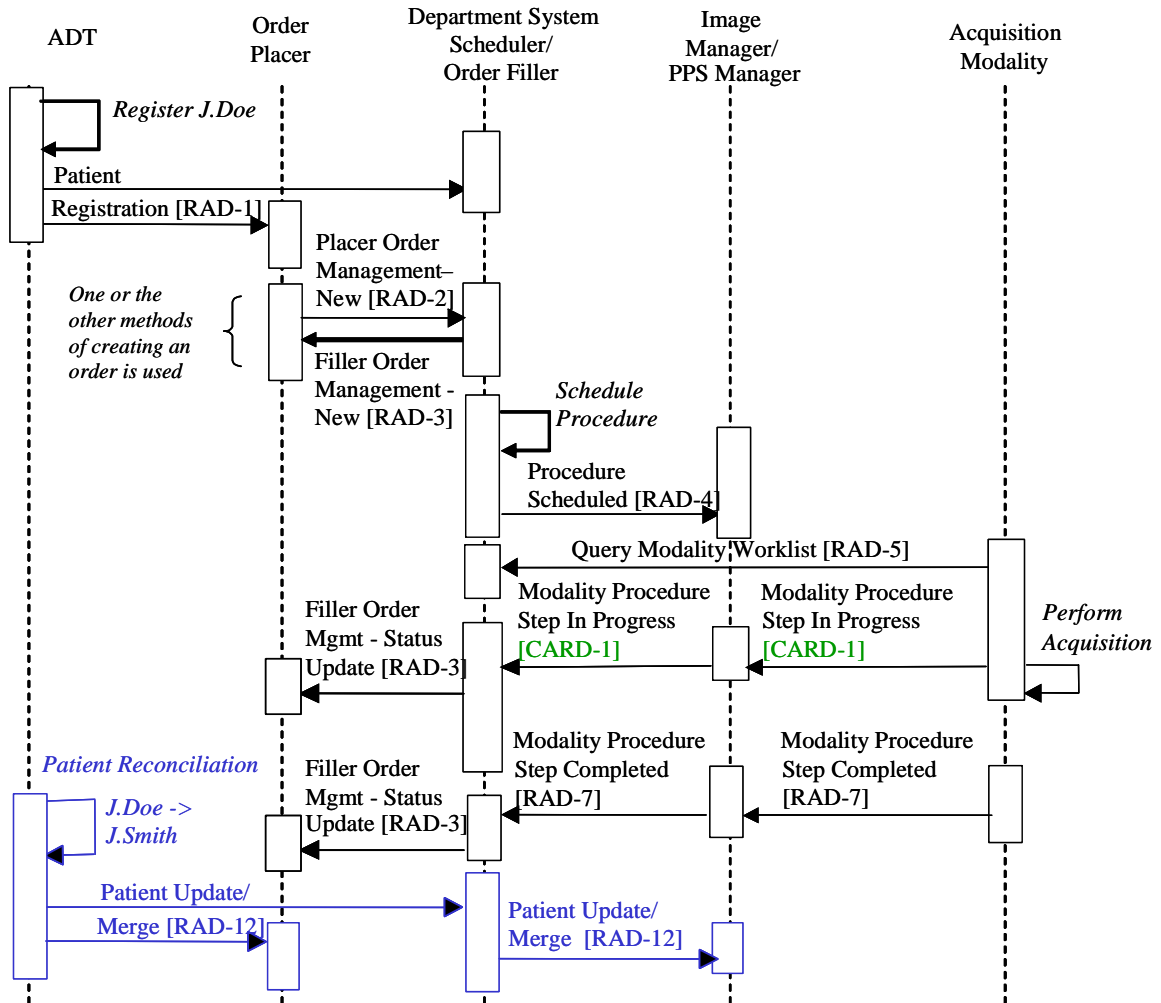 ADT
Order
Placer
Department System
Scheduler/
Order Filler
Image
Manager/
PPS Manager
Acquisition
Modality
Register J.Doe
Patient
Registration [RAD-1]
Placer Order
Management–
New [RAD-2]
One or the
other methods
of creating an
order is used
Filler Order
Management -
New [RAD-3]
Schedule
Procedure
Procedure
Scheduled [RAD-4]
Query Modality Worklist [RAD-5]
Filler Order
Mgmt - Status
Update [RAD-3]
Modality Procedure
Step In Progress
[CARD-1]
Modality Procedure
Step In Progress
[CARD-1]
Perform
Acquisition
Patient Reconciliation
J.Doe ->
J.Smith
Filler Order
Mgmt - Status
Update [RAD-3]
Modality Procedure
Step Completed
[RAD-7]
Modality Procedure
Step Completed
[RAD-7]
Patient Update/
Merge [RAD-12]
Patient Update/
Merge [RAD-12]